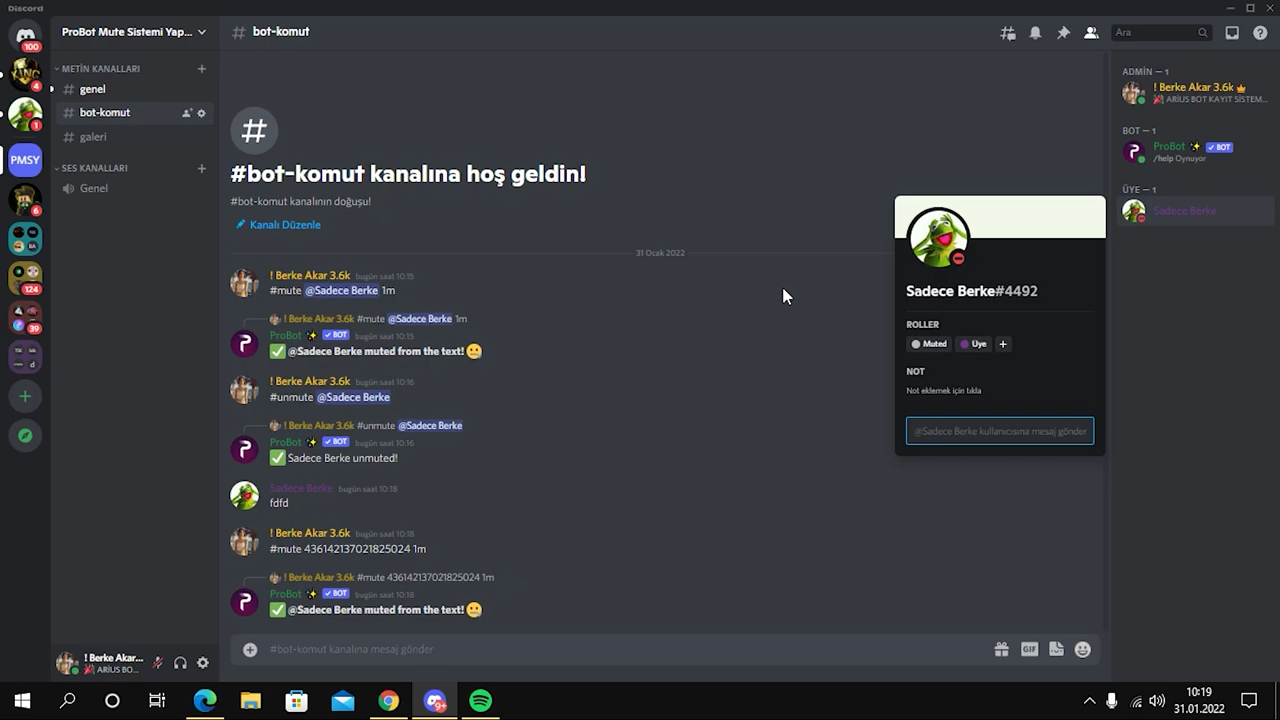 Discord
100
4
1
PMSY
6
124
39
ProBot Mute Sistemi Yap...
METİN KANALLARI
genel
bot-komut
galeri
SES KANALLARI
Genel
! Berke Akar...
ARİUS BO...
# bot-komut
Ara
#
#bot-komut kanalına hoş geldin!
#bot-komut kanalının doğuşu!
Kanalı Düzenle
31 Ocak 2022
! Berke Akar 3.6k bugün saat 10:15
#mute @Sadece Berke 1m
! Berke Akar 3.6k #mute @Sadece Berke 1m
ProBot ✨ ✓ BOT bugün saat 10:15
✅ @Sadece Berke muted from the text! 🤐
! Berke Akar 3.6k bugün saat 10:16
#unmute @Sadece Berke
! Berke Akar 3.6k #unmute @Sadece Berke
ProBot ✨ ✓ BOT bugün saat 10:16
✅ Sadece Berke unmuted!
Sadece Berke bugün saat 10:18
fdfd
! Berke Akar 3.6k bugün saat 10:18
#mute 436142137021825024 1m
! Berke Akar 3.6k #mute 436142137021825024 1m
ProBot ✨ ✓ BOT bugün saat 10:18
✅ @Sadece Berke muted from the text! 🤐
#bot-komut kanalına mesaj gönder
GIF
Sadece Berke#4492
ROLLER
Muted Üye +
NOT
Not eklemek için tıkla
@Sadece Berke kullanıcısına mesaj gönder
ADMİN — 1
! Berke Akar 3.6k
ARİUS BOT KAYIT SİSTEM...
BOT — 1
ProBot ✨ ✓ BOT
/help Oynuyor
ÜYE — 1
Sadece Berke
9+
10:19
31.01.2022